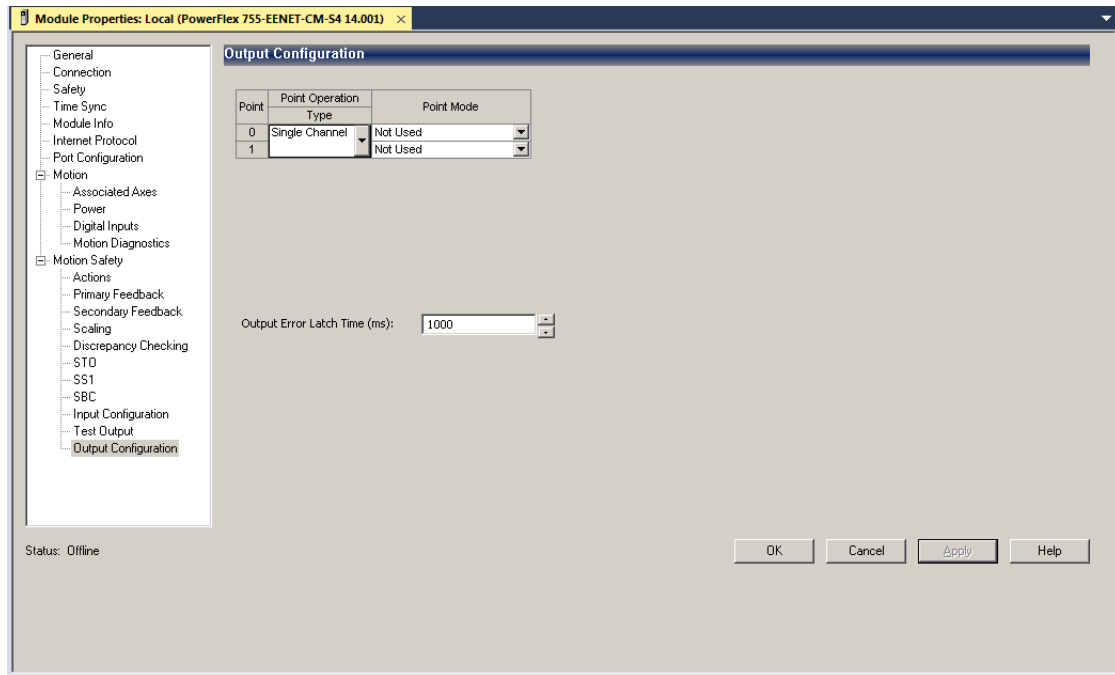 Module Properties: Local (PowerFlex 755-EENET-CM-S4 14.001) ×
General
Connection
Safety
Time Sync
Module Info
Internet Protocol
Port Configuration
Motion
Associated Axes
Power
Digital Inputs
Motion Diagnostics
Motion Safety
Actions
Primary Feedback
Secondary Feedback
Scaling
Discrepancy Checking
STO
SS1
SBC
Input Configuration
Test Output
Output Configuration
Output Configuration
Point Point Operation Point Mode
Type
0 Single Channel Not Used
1 Not Used
Output Error Latch Time (ms): 1000
Status: Offline
OK Cancel Apply Help